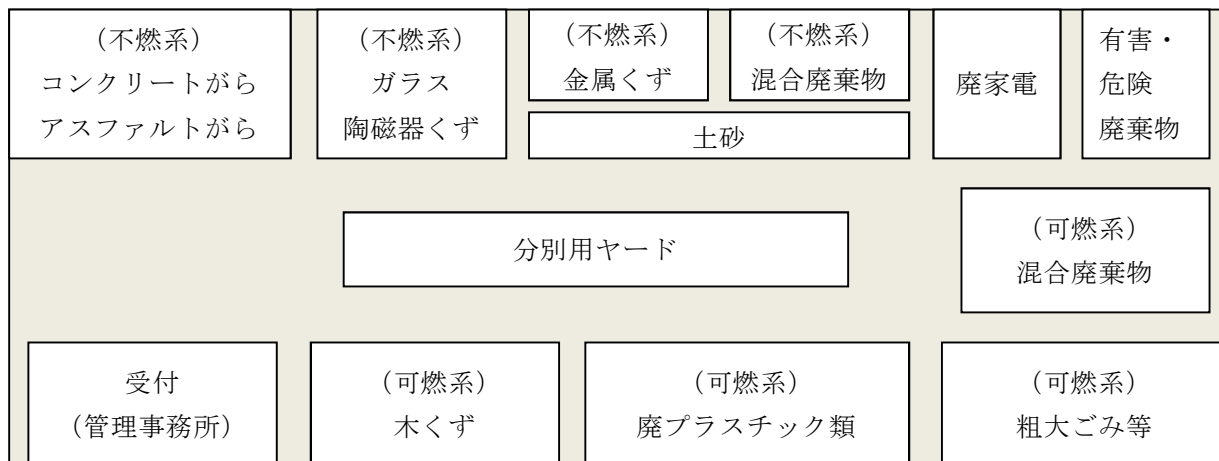 (不燃系)
コンクリートがら
アスファルトがら
(不燃系)
ガラス
陶磁器くず
(不燃系)
金属くず
(不燃系)
混合廃棄物
土砂
廃家電
有害・
危険
廃棄物
分別用ヤード
(可燃系)
混合廃棄物
受付
(管理事務所)
(可燃系)
木くず
(可燃系)
廃プラスチック類
(可燃系)
粗大ごみ等